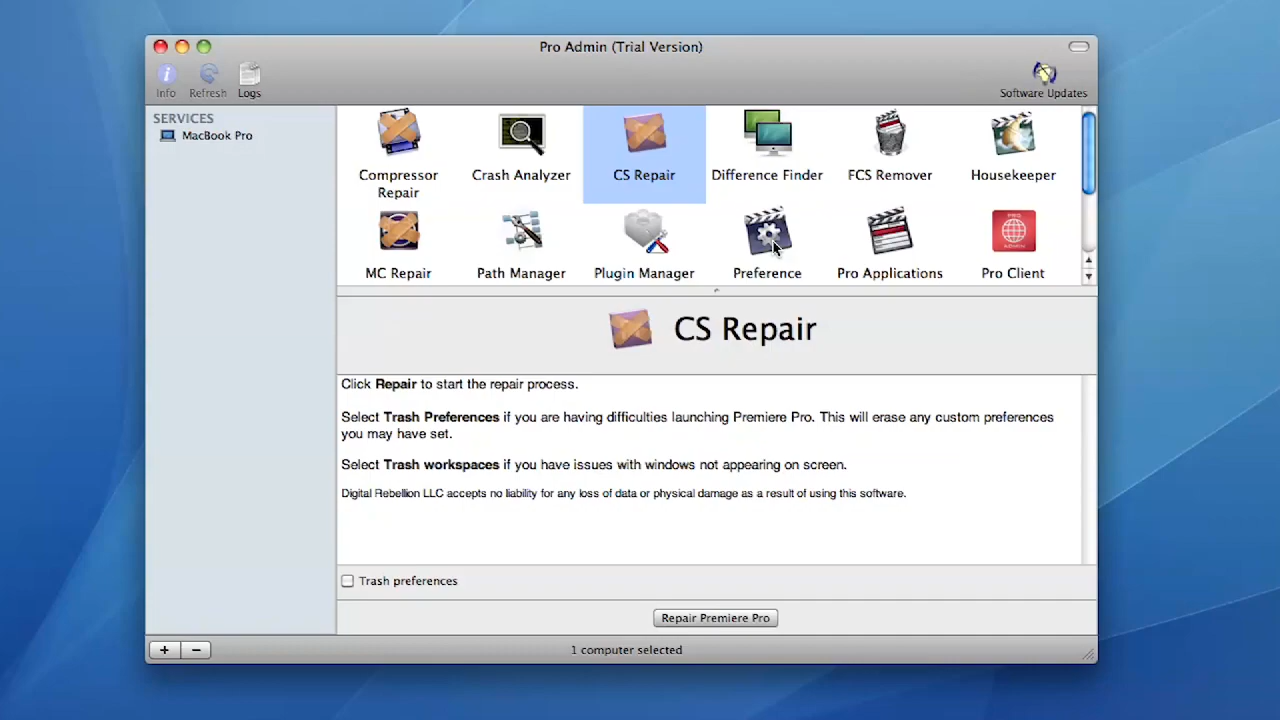 Pro Admin (Trial Version)
Info Refresh Logs Software Updates
SERVICES
MacBook Pro
Compressor Repair
Crash Analyzer
CS Repair
Difference Finder
FCS Remover
Housekeeper
MC Repair
Path Manager
Plugin Manager
Preference
Pro Applications
Pro Client
CS Repair
Click Repair to start the repair process.
Select Trash Preferences if you are having difficulties launching Premiere Pro. This will erase any custom preferences
you may have set.
Select Trash workspaces if you have issues with windows not appearing on screen.
Digital Rebellion LLC accepts no liability for any loss of data or physical damage as a result of using this software.
Trash preferences
Repair Premiere Pro
+ −
1 computer selected